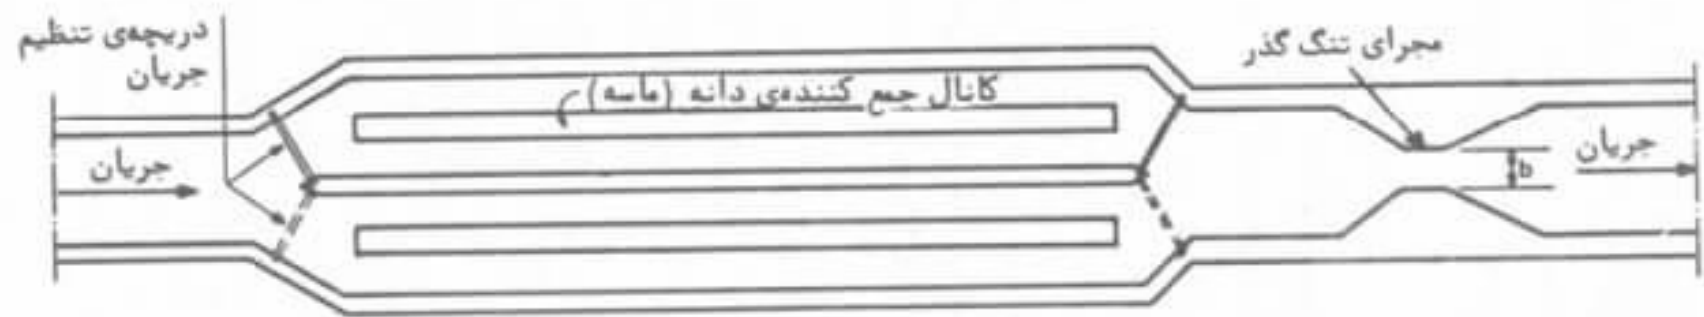 دریچه‌ی تنظیم
جریان
مجرای تنگ گذر
کانال جمع کننده‌ی دانه (ماسه)
جریان
جریان
b